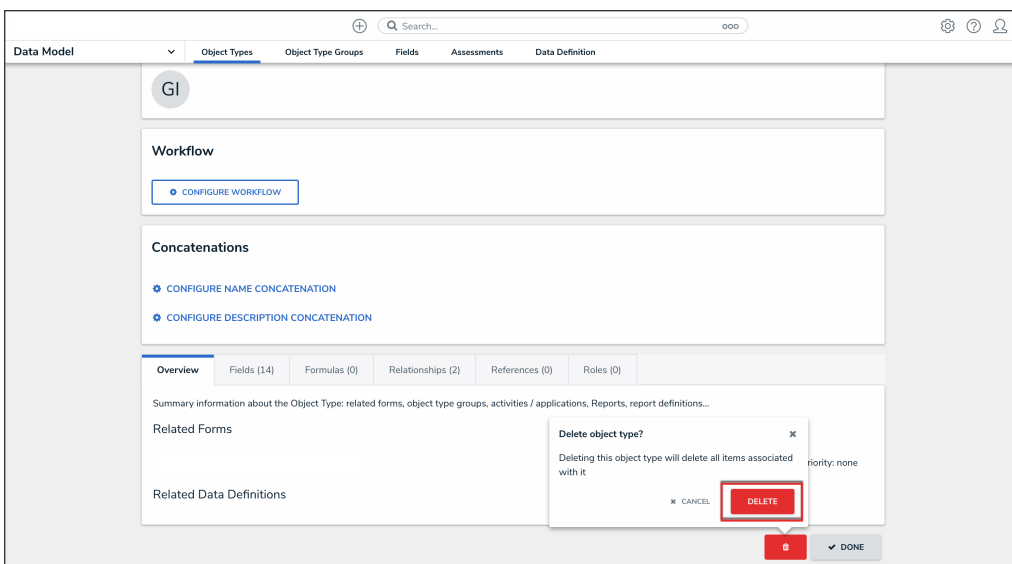 Search...
ooo
Data Model
Object Types
Object Type Groups
Fields
Assessments
Data Definition
GI
Workflow
CONFIGURE WORKFLOW
Concatenations
CONFIGURE NAME CONCATENATION
CONFIGURE DESCRIPTION CONCATENATION
Overview
Fields (14)
Formulas (0)
Relationships (2)
References (0)
Roles (0)
Summary information about the Object Type: related forms, object type groups, activities / applications, Reports, report definitions...
Related Forms
Delete object type?
Deleting this object type will delete all items associated
with it
riority: none
CANCEL
DELETE
Related Data Definitions
DONE